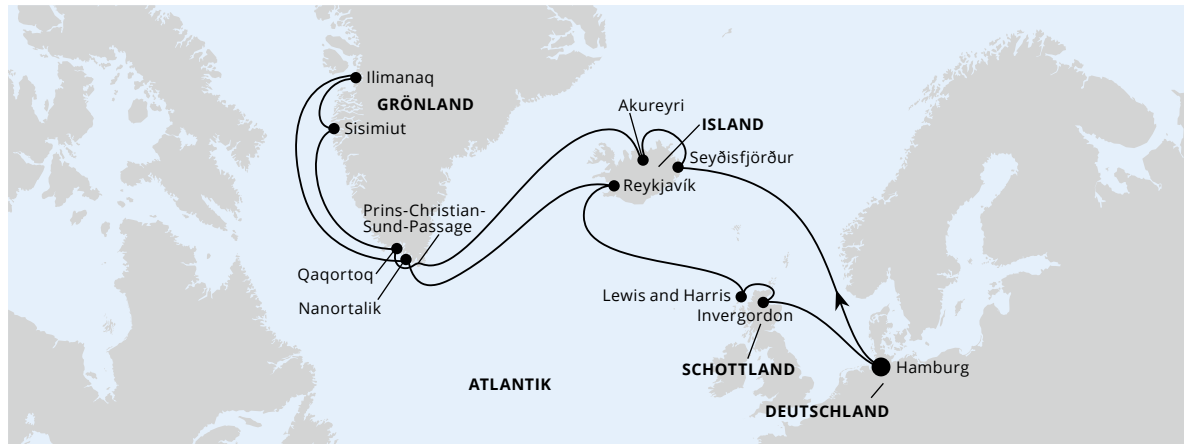 Ilimanaq
GRÖNLAND
Sisimiut
Akureyri
ISLAND
Seyðisfjörður
Reykjavík
Prins-Christian-
Sund-Passage
Qaqortoq
Nanortalik
Lewis and Harris
Invergordon
SCHOTTLAND
Hamburg
ATLANTIK
DEUTSCHLAND